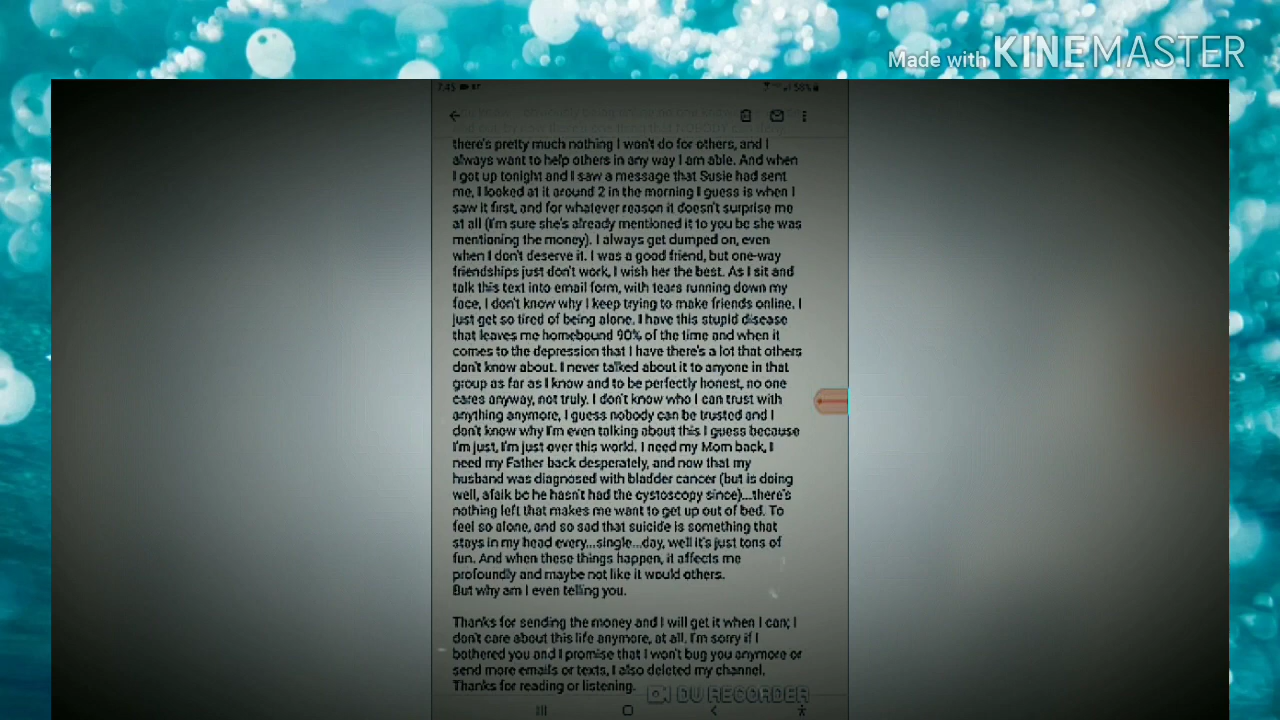 Made with KINEMASTER
7:45
58%
there's pretty much nothing I won't do for others, and I
always want to help others in any way I am able. And when
I got up tonight and I saw a message that Susie had sent
me, I looked at it around 2 in the morning I guess is when I
saw it first, and for whatever reason it doesn't surprise me
at all (I'm sure she's already mentioned it to you bc she was
mentioning the money). I always get dumped on, even
when I don't deserve it. I was a good friend, but one-way
friendships just don't work, I wish her the best. As I sit and
talk this text into email form, with tears running down my
face, I don't know why I keep trying to make friends online. I
just get so tired of being alone. I have this stupid disease
that leaves me homebound 90% of the time and when it
comes to the depression that I have there's a lot that others
don't know about. I never talked about it to anyone in that
group as far as I know and to be perfectly honest, no one
cares anyway, not truly. I don't know who I can trust with
anything anymore, I guess nobody can be trusted and I
don't know why I'm even talking about this I guess because
I'm just, I'm just over this world. I need my Mom back, I
need my Father back desperately, and now that my
husband was diagnosed with bladder cancer (but is doing
well, afaik bc he hasn't had the cystoscopy since)...there's
nothing left that makes me want to get up out of bed. To
feel so alone, and so sad that suicide is something that
stays in my head every...single...day, well it's just tons of
fun. And when these things happen, it affects me
profoundly and maybe not like it would others.
But why am I even telling you.
Thanks for sending the money and I will get it when I can; I
don't care about this life anymore, at all. I'm sorry if I
bothered you and I promise that I won't bug you anymore or
send more emails or texts, I also deleted my channel.
Thanks for reading or listening.
DU RECORDER